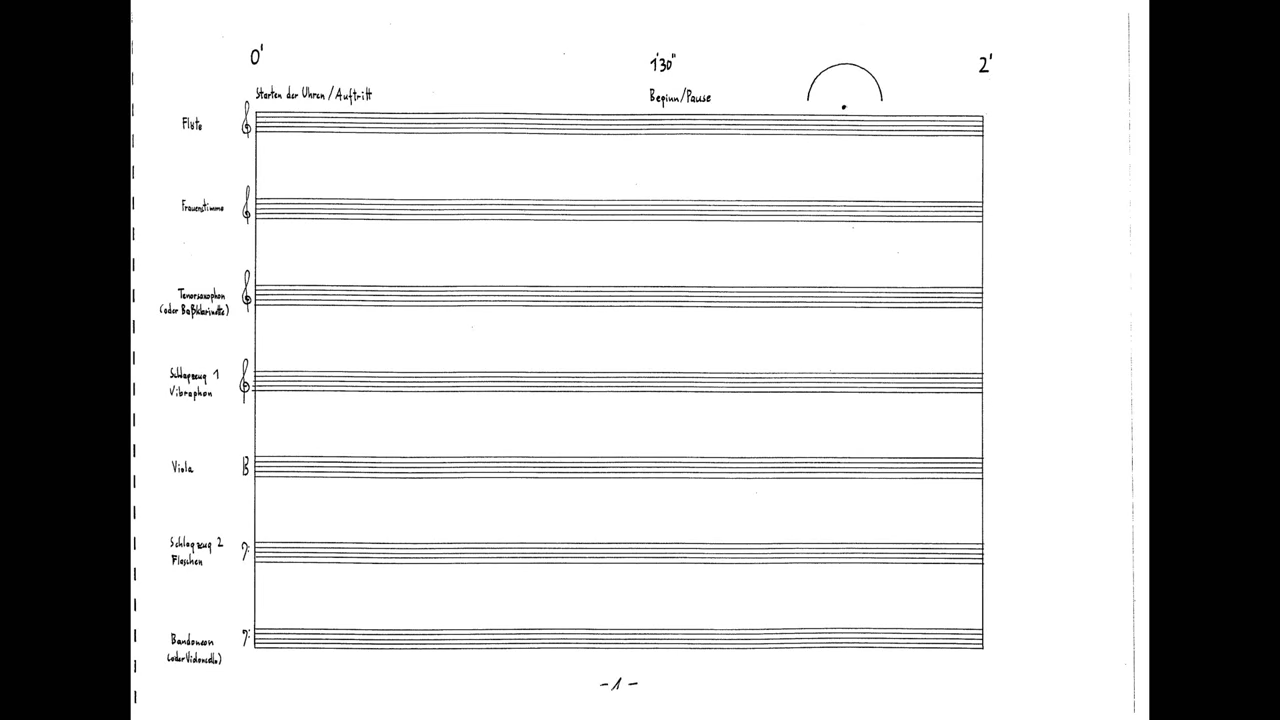 0' 1'30" 2'
Starten der Uhren / Auftritt Beginn/Pause
Flöte
Frauenstimme
Tenorsaxophon
(oder Baßklarinette)
Schlagzeug 1
Vibraphon
Viola
Schlagzeug 2
Flaschen
Bandoneon
(oder Violoncello)
- 1 -